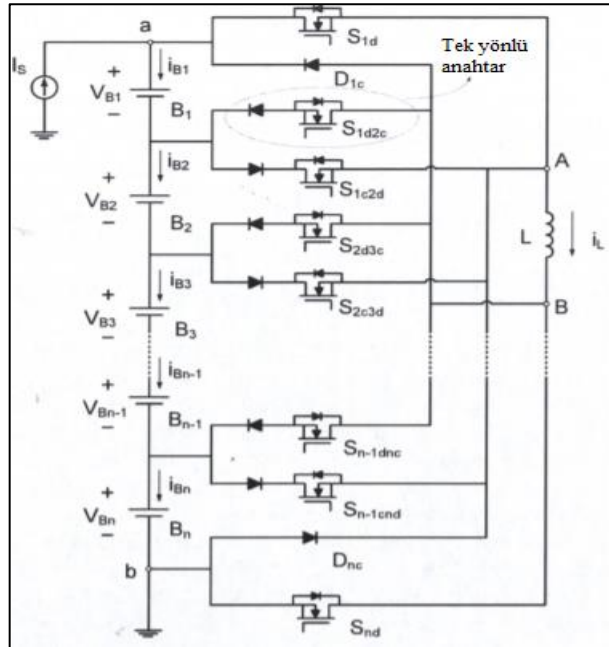 a
S1d
Tek yönlü
anahtar
IS
iB1
VB1
+
−
B1
D1c
S1d2c
iB2
A
S1c2d
VB2
+
−
B2
L
iL
S2d3c
iB3
S2c3d
B
VB3
+
−
B3
iBn-1
VBn-1
+
−
Bn-1
Sn-1dnc
iBn
Sn-1cnd
VBn
+
−
Bn
Dnc
b
Snd